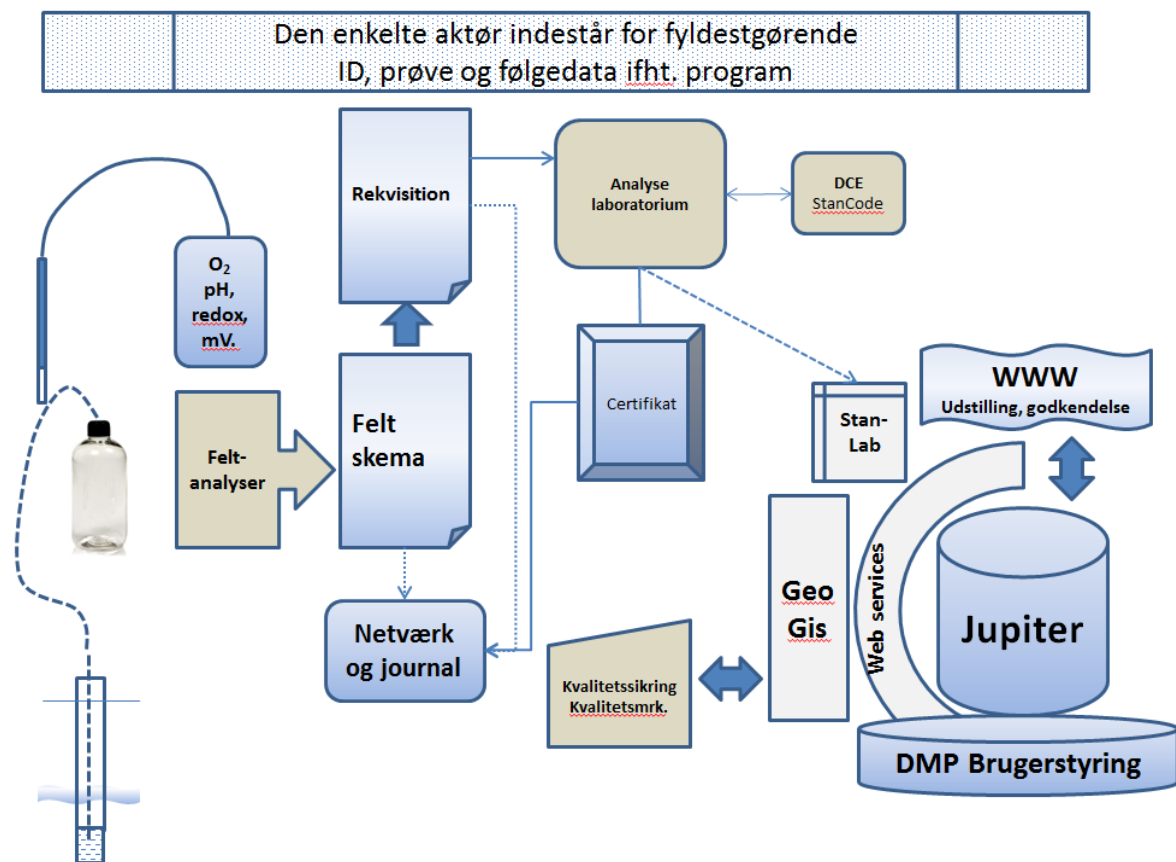 Den enkelte aktør indestår for fyldestgørende
ID, prøve og følgedata ifht. program
Rekvisition
Analyse
laboratorium
DCE
StanCode
O₂
pH,
redox,
mV.
Certifikat
WWW
Udstilling, godkendelse
Stan-
Lab
Felt-
analyser
Felt
skema
Geo
Gis
Web services
Jupiter
Netværk
og journal
Kvalitetssikring
Kvalitetsmrk.
DMP Brugerstyring